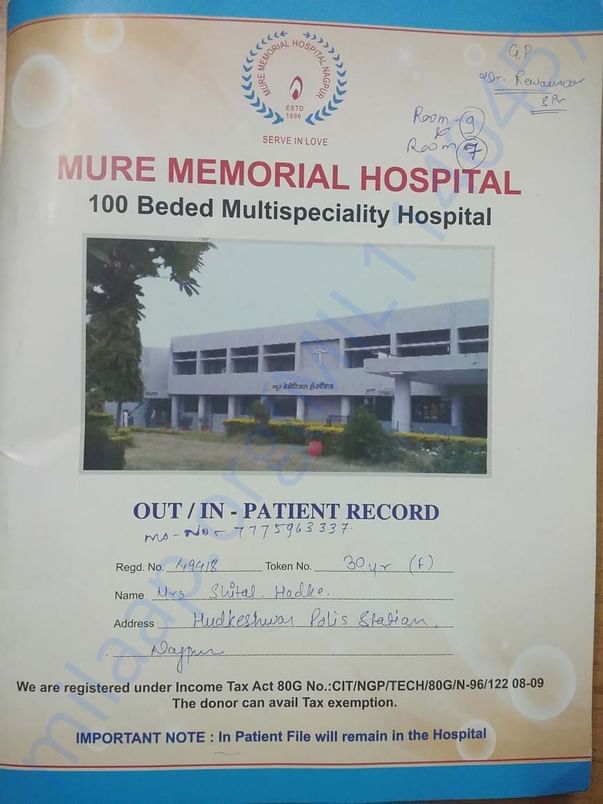 MURE MEMORIAL HOSPITAL NAGPUR
ESTD
1896
SERVE IN LOVE
G.P
Dr. Rewanwar
Room - 9
&
Room - 7
MURE MEMORIAL HOSPITAL
100 Beded Multispeciality Hospital
म्यूर मेमोरियल हॉस्पिटल
OUT / IN - PATIENT RECORD
mo - No - 7775963337
Regd. No. 49418 Token No. 30 yr (F)
Name Mrs Shital Hadke.
Address Hudkeshwar Polis Station.
Nagpur
We are registered under Income Tax Act 80G No.:CIT/NGP/TECH/80G/N-96/122 08-09
The donor can avail Tax exemption.
IMPORTANT NOTE : In Patient File will remain in the Hospital